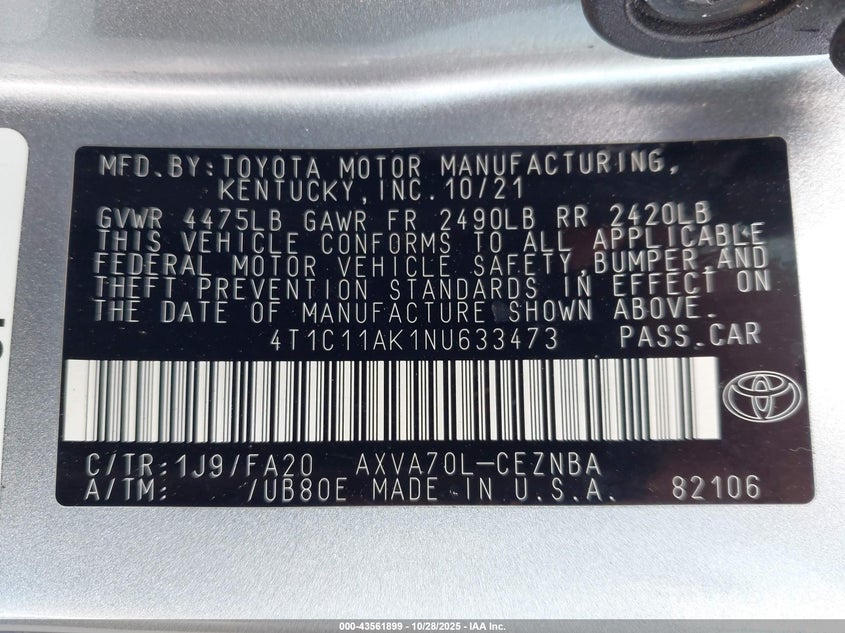 MFD.BY:TOYOTA MOTOR MANUFACTURING,
KENTUCKY,INC.10/21
GVWR 4475LB GAWR FR 2490LB RR 2420LB
THIS VEHICLE CONFORMS TO ALL APPLICABLE
FEDERAL MOTOR VEHICLE SAFETY,BUMPER,AND
THEFT PREVENTION STANDARDS IN EFFECT ON
THE DATE OF MANUFACTURE SHOWN ABOVE.
4T1C11AK1NU633473 PASS.CAR
C/TR:1J9/FA20 AXVA70L-CEZNBA
A/TM: /UB80E MADE IN U.S.A. 82106
000-43561899 | 10/28/2025 - IAA Inc.